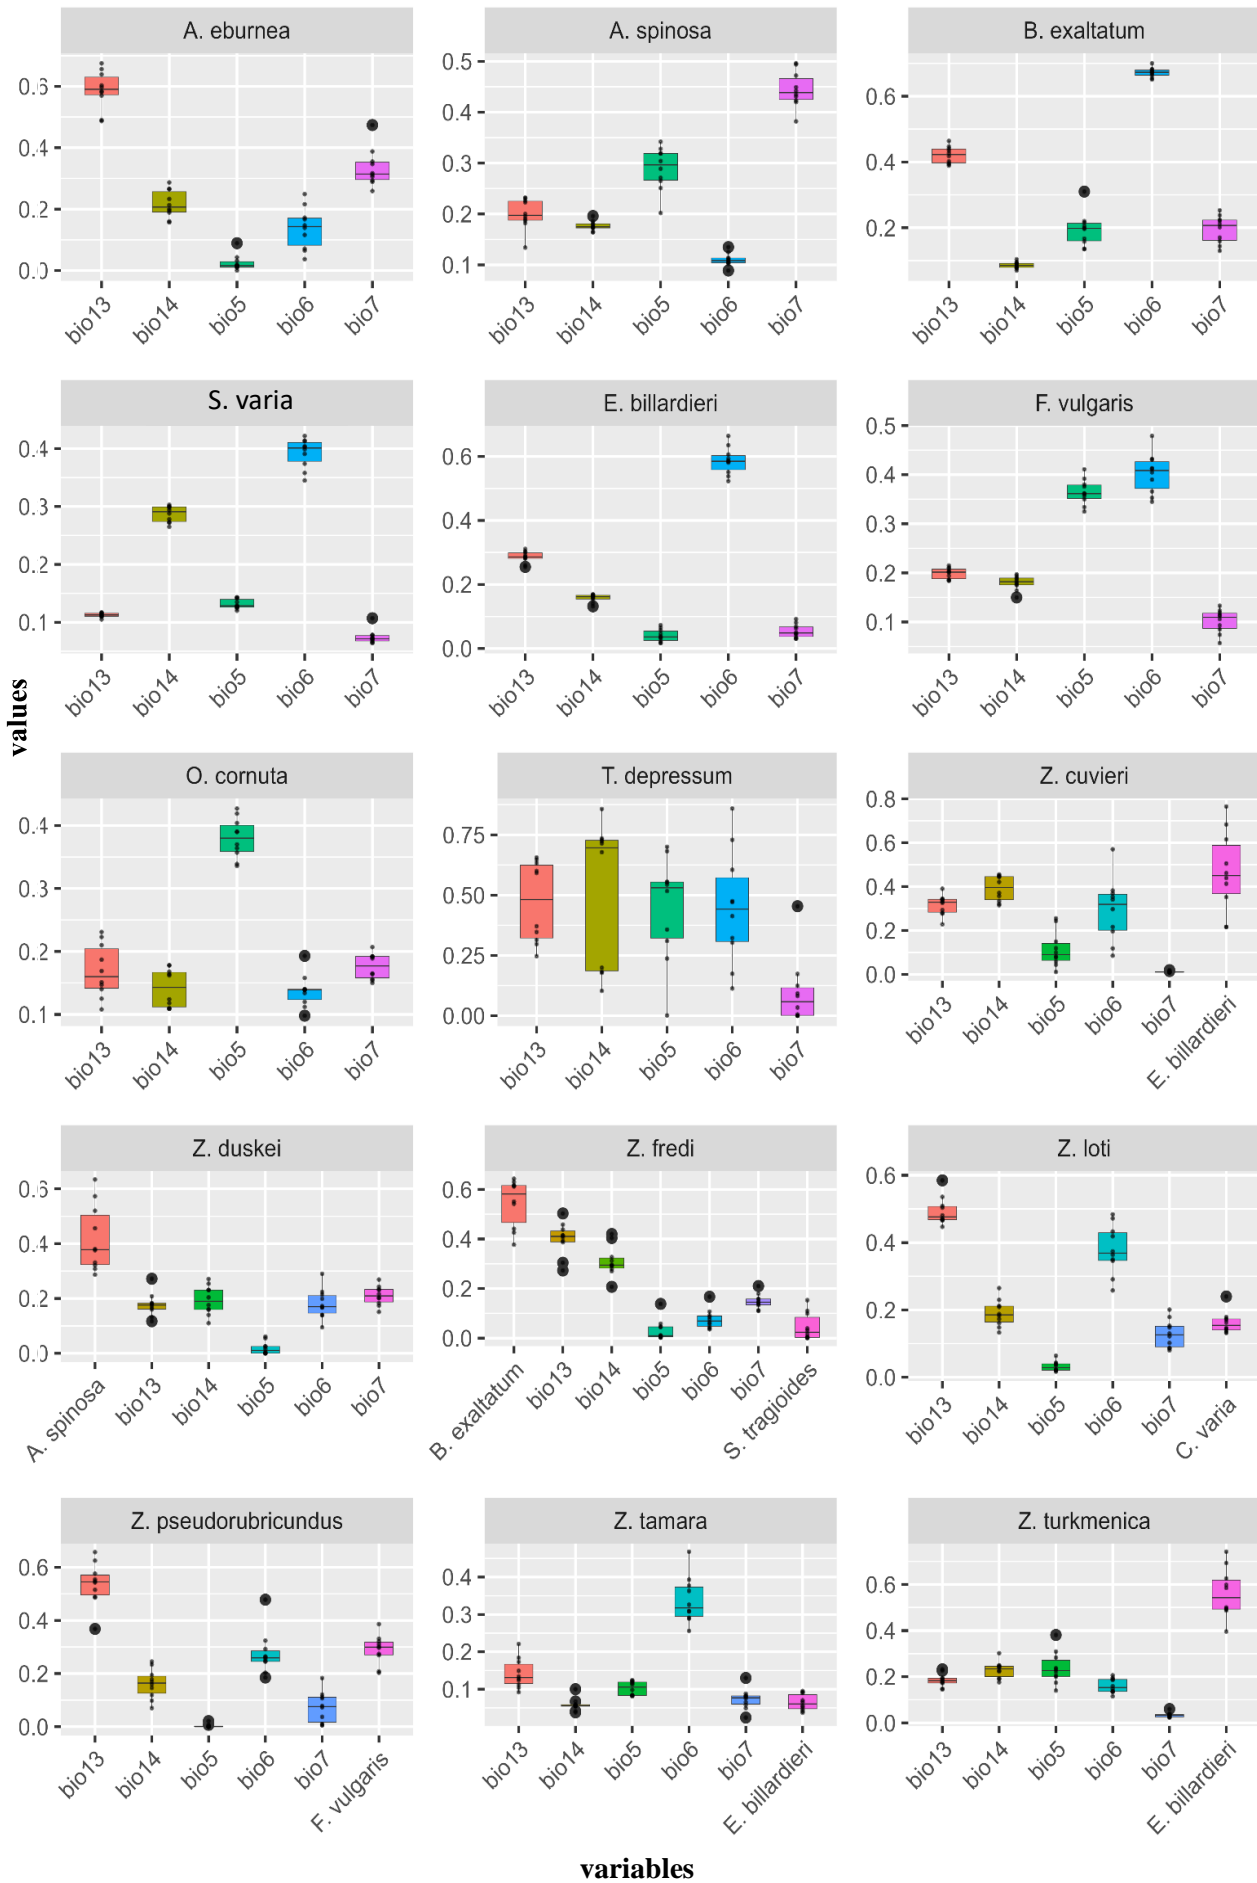 A. eburnea
0.6
0.4
0.2
0.0
bio13 bio14 bio5 bio6 bio7
A. spinosa
0.5
0.4
0.3
0.2
0.1
bio13 bio14 bio5 bio6 bio7
B. exaltatum
0.6
0.4
0.2
bio13 bio14 bio5 bio6 bio7
S. varia
0.4
0.3
0.2
0.1
bio13 bio14 bio5 bio6 bio7
E. billardieri
0.6
0.4
0.2
0.0
bio13 bio14 bio5 bio6 bio7
F. vulgaris
0.5
0.4
0.3
0.2
0.1
bio13 bio14 bio5 bio6 bio7
values
O. cornuta
0.4
0.3
0.2
0.1
bio13 bio14 bio5 bio6 bio7
T. depressum
0.75
0.50
0.25
0.00
bio13 bio14 bio5 bio6 bio7
Z. cuvieri
0.8
0.6
0.4
0.2
0.0
bio13 bio14 bio5 bio6 bio7 E. billardieri
Z. duskei
0.6
0.4
0.2
0.0
A. spinosa bio13 bio14 bio5 bio6 bio7
Z. fredi
0.6
0.4
0.2
0.0
B. exaltatum bio13 bio14 bio5 bio6 bio7 S. tragioides
Z. loti
0.6
0.4
0.2
0.0
bio13 bio14 bio5 bio6 bio7 C. varia
Z. pseudorubricundus
0.6
0.4
0.2
0.0
bio13 bio14 bio5 bio6 bio7 F. vulgaris
Z. tamara
0.4
0.3
0.2
0.1
bio13 bio14 bio5 bio6 bio7 E. billardieri
Z. turkmenica
0.6
0.4
0.2
0.0
bio13 bio14 bio5 bio6 bio7 E. billardieri
variables